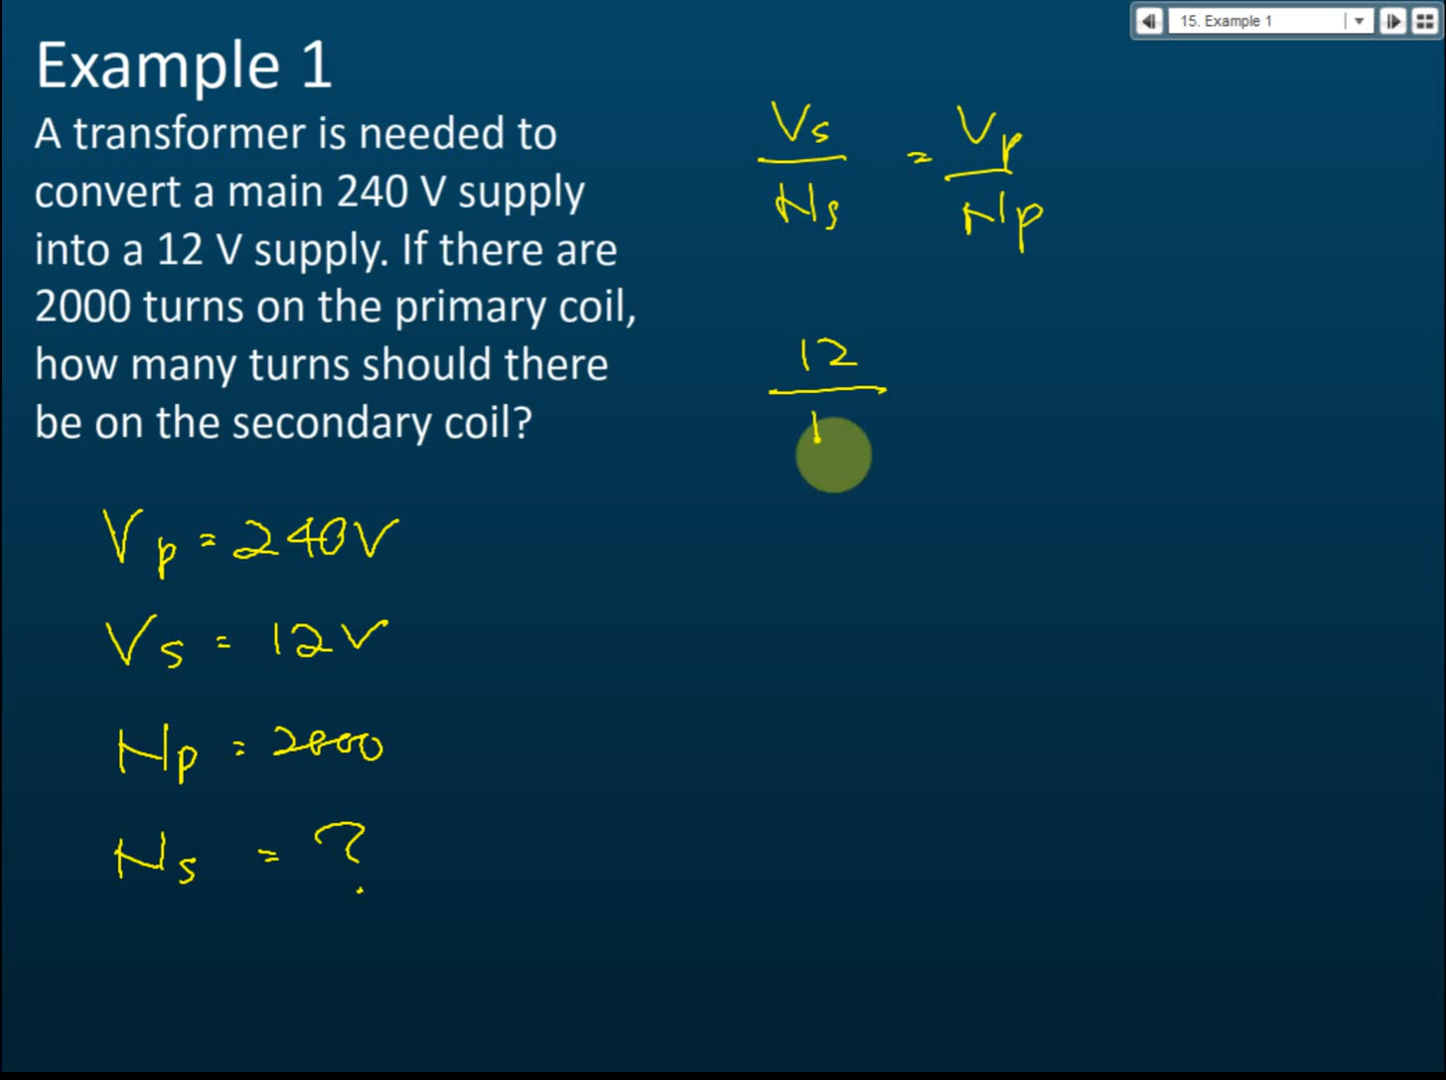 15. Example 1
Example 1
A transformer is needed to
convert a main 240 V supply
into a 12 V supply. If there are
2000 turns on the primary coil,
how many turns should there
be on the secondary coil?
Vp = 240V
Vs = 12V
Np = 2000
Ns = ?
Vs/Ns = Vp/Np
12